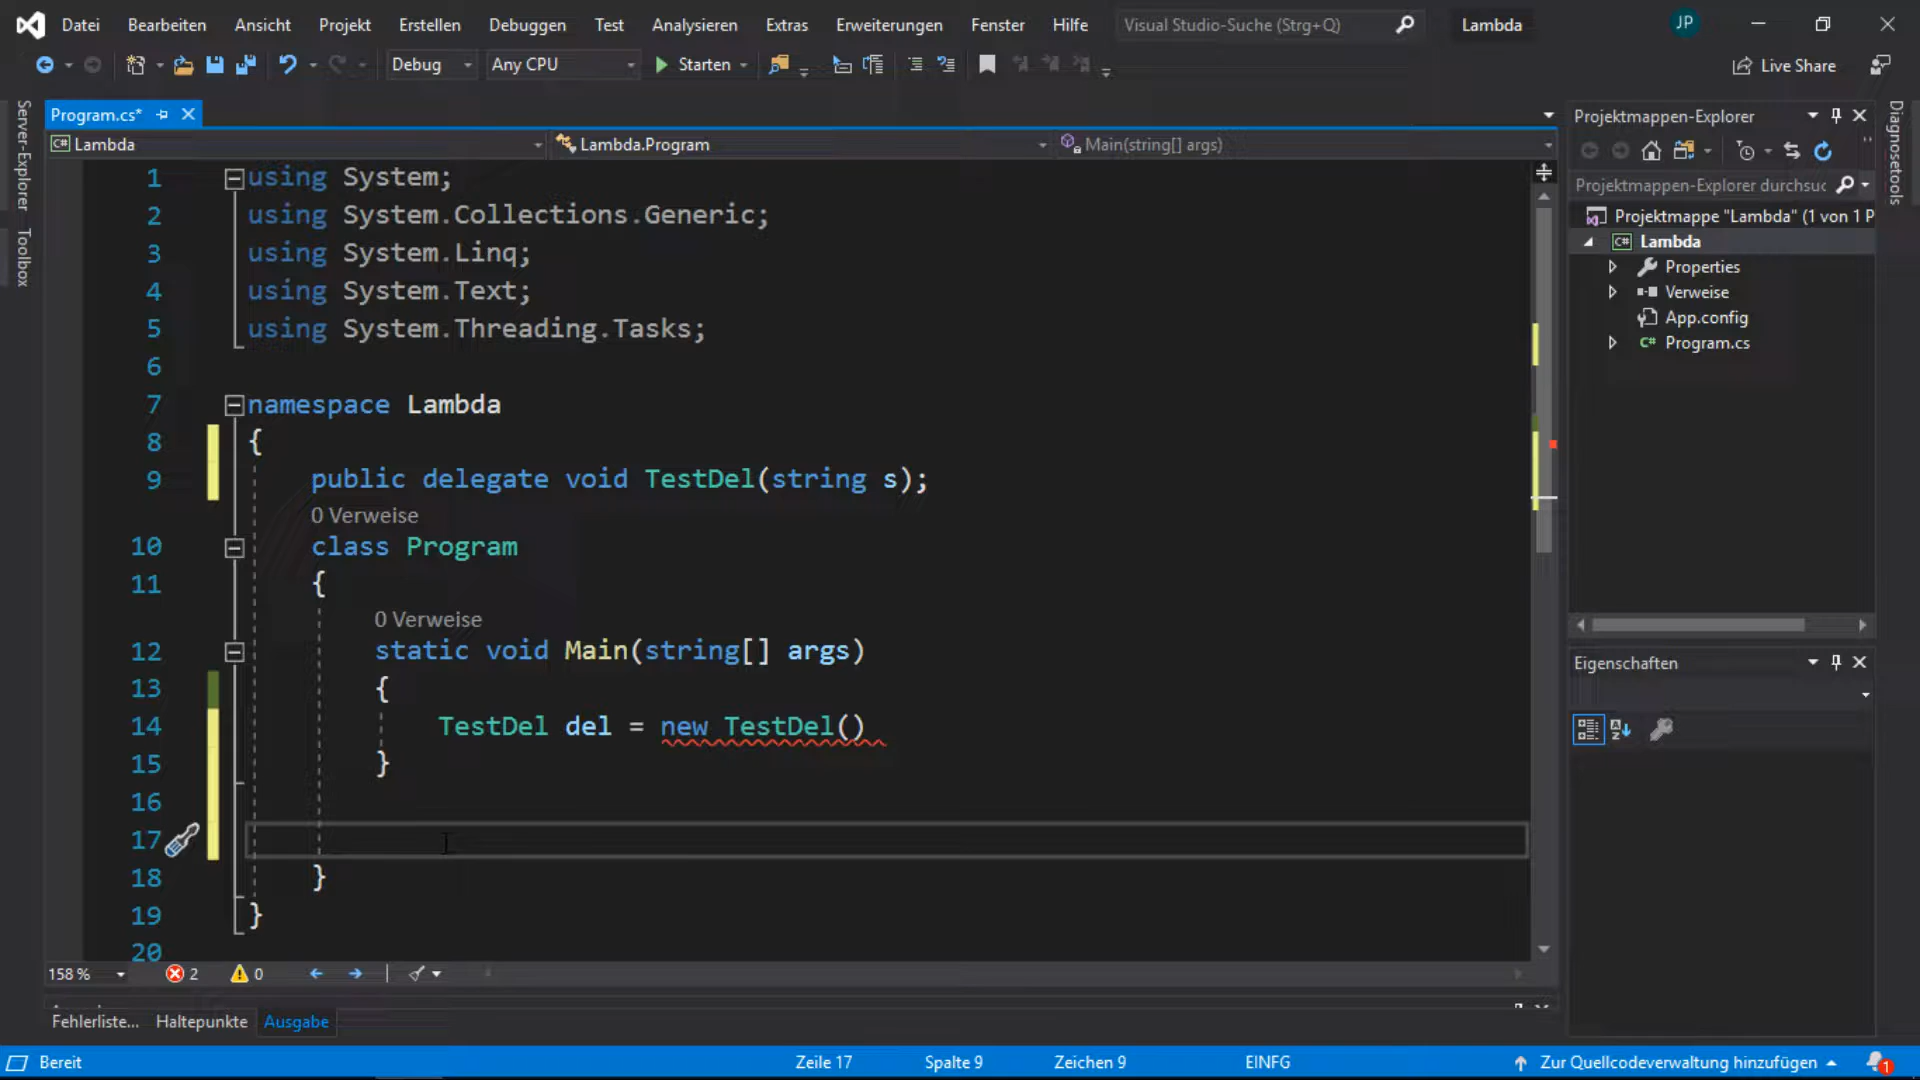 Datei Bearbeiten Ansicht Projekt Erstellen Debuggen Test Analysieren Extras Erweiterungen Fenster Hilfe Visual Studio-Suche (Strg+Q) Lambda JP
Debug Any CPU Starten Live Share
Server-Explorer
Toolbox
Program.cs*
Lambda Lambda.Program Main(string[] args)
1 using System;
2 using System.Collections.Generic;
3 using System.Linq;
4 using System.Text;
5 using System.Threading.Tasks;
6
7 namespace Lambda
8 {
9 public delegate void TestDel(string s);
0 Verweise
10 class Program
11 {
0 Verweise
12 static void Main(string[] args)
13 {
14 TestDel del = new TestDel()
15 }
16
17
18 }
19 }
20
158 % 2 0
Fehlerliste... Haltepunkte Ausgabe
Projektmappen-Explorer
Projektmappen-Explorer durchsuc
Projektmappe "Lambda" (1 von 1 P
C# Lambda
Properties
Verweise
App.config
C# Program.cs
Eigenschaften
Diagnosetools
Bereit Zeile 17 Spalte 9 Zeichen 9 EINFG Zur Quellcodeverwaltung hinzufügen 1